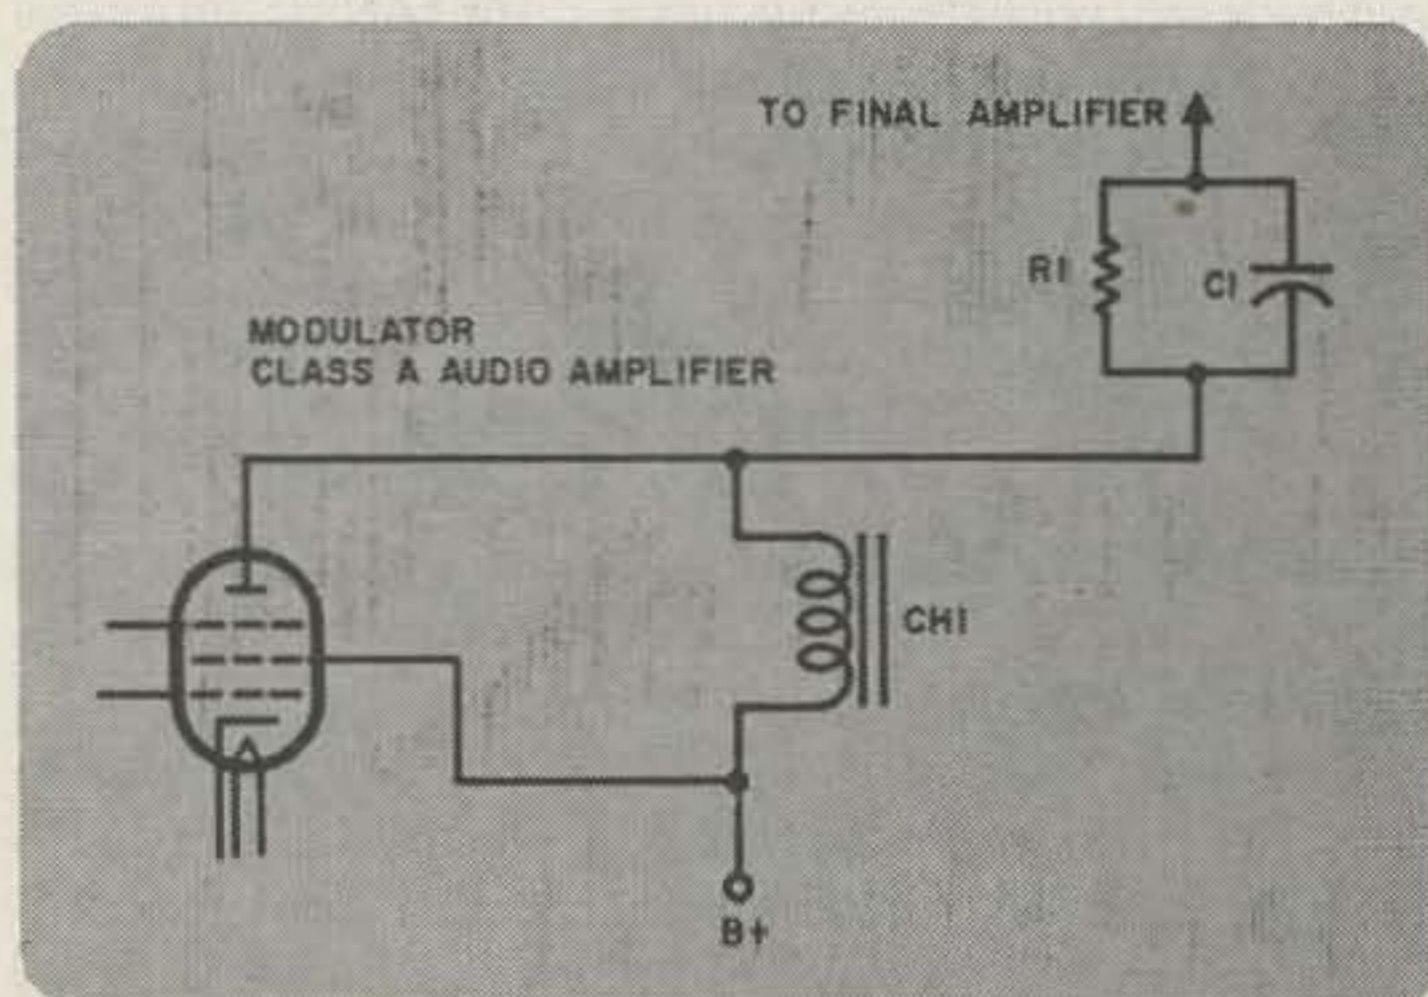 TO FINAL AMPLIFIER
R1
C1
MODULATOR
CLASS A AUDIO AMPLIFIER
CH1
B+